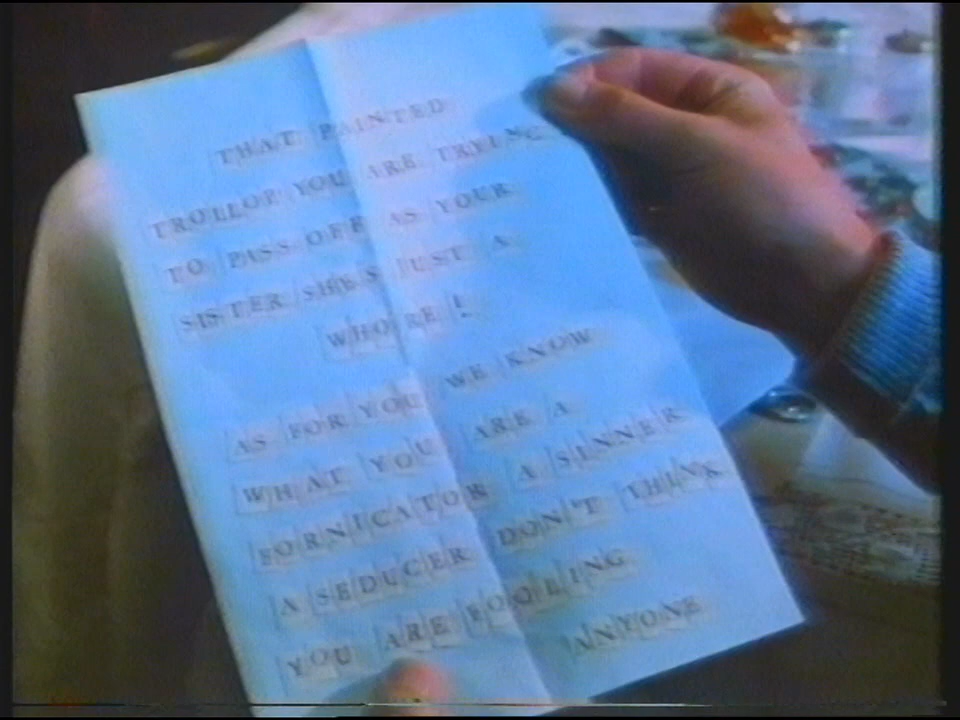 THAT PAINTED
TROLLOP YOU ARE TRYING
TO PASS OFF AS YOUR
SISTER SHE'S JUST A
WHORE!
AS FOR YOU WE KNOW
WHAT YOU ARE A
FORNICATOR A SINNER
A SEDUCER DON'T THINK
YOU ARE FOOLING
ANYONE